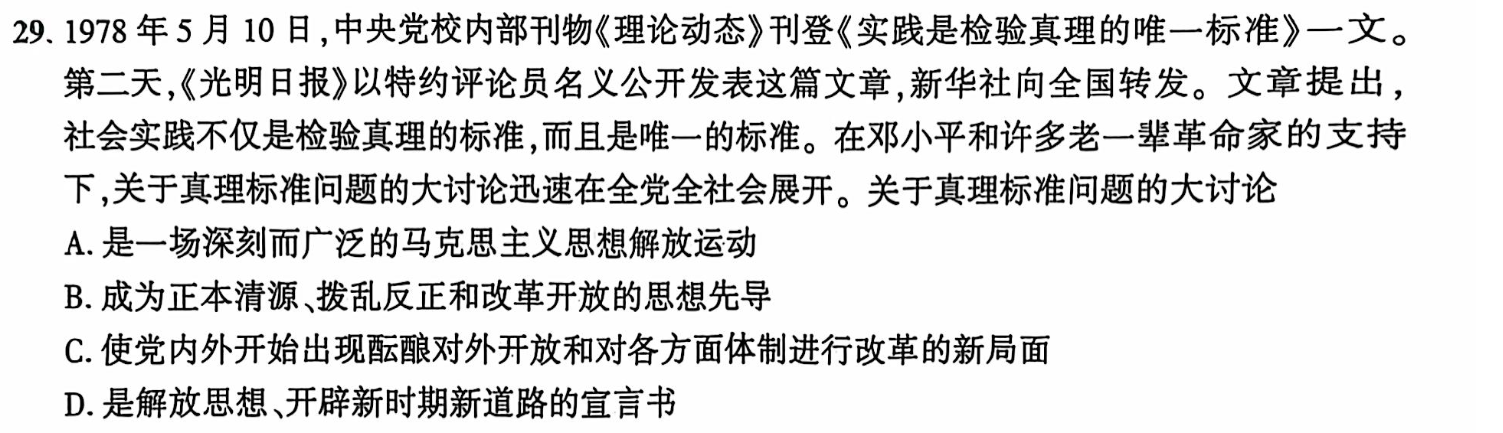 29. 1978 年 5 月 10 日,中央党校内部刊物《理论动态》刊登《实践是检验真理的唯一标准》一文。
第二天,《光明日报》以特约评论员名义公开发表这篇文章,新华社向全国转发。文章提出,
社会实践不仅是检验真理的标准,而且是唯一的标准。在邓小平和许多老一辈革命家的支持
下,关于真理标准问题的大讨论迅速在全党全社会展开。关于真理标准问题的大讨论
A. 是一场深刻而广泛的马克思主义思想解放运动
B. 成为正本清源、拨乱反正和改革开放的思想先导
C. 使党内外开始出现酝酿对外开放和对各方面体制进行改革的新局面
D. 是解放思想、开辟新时期新道路的宣言书